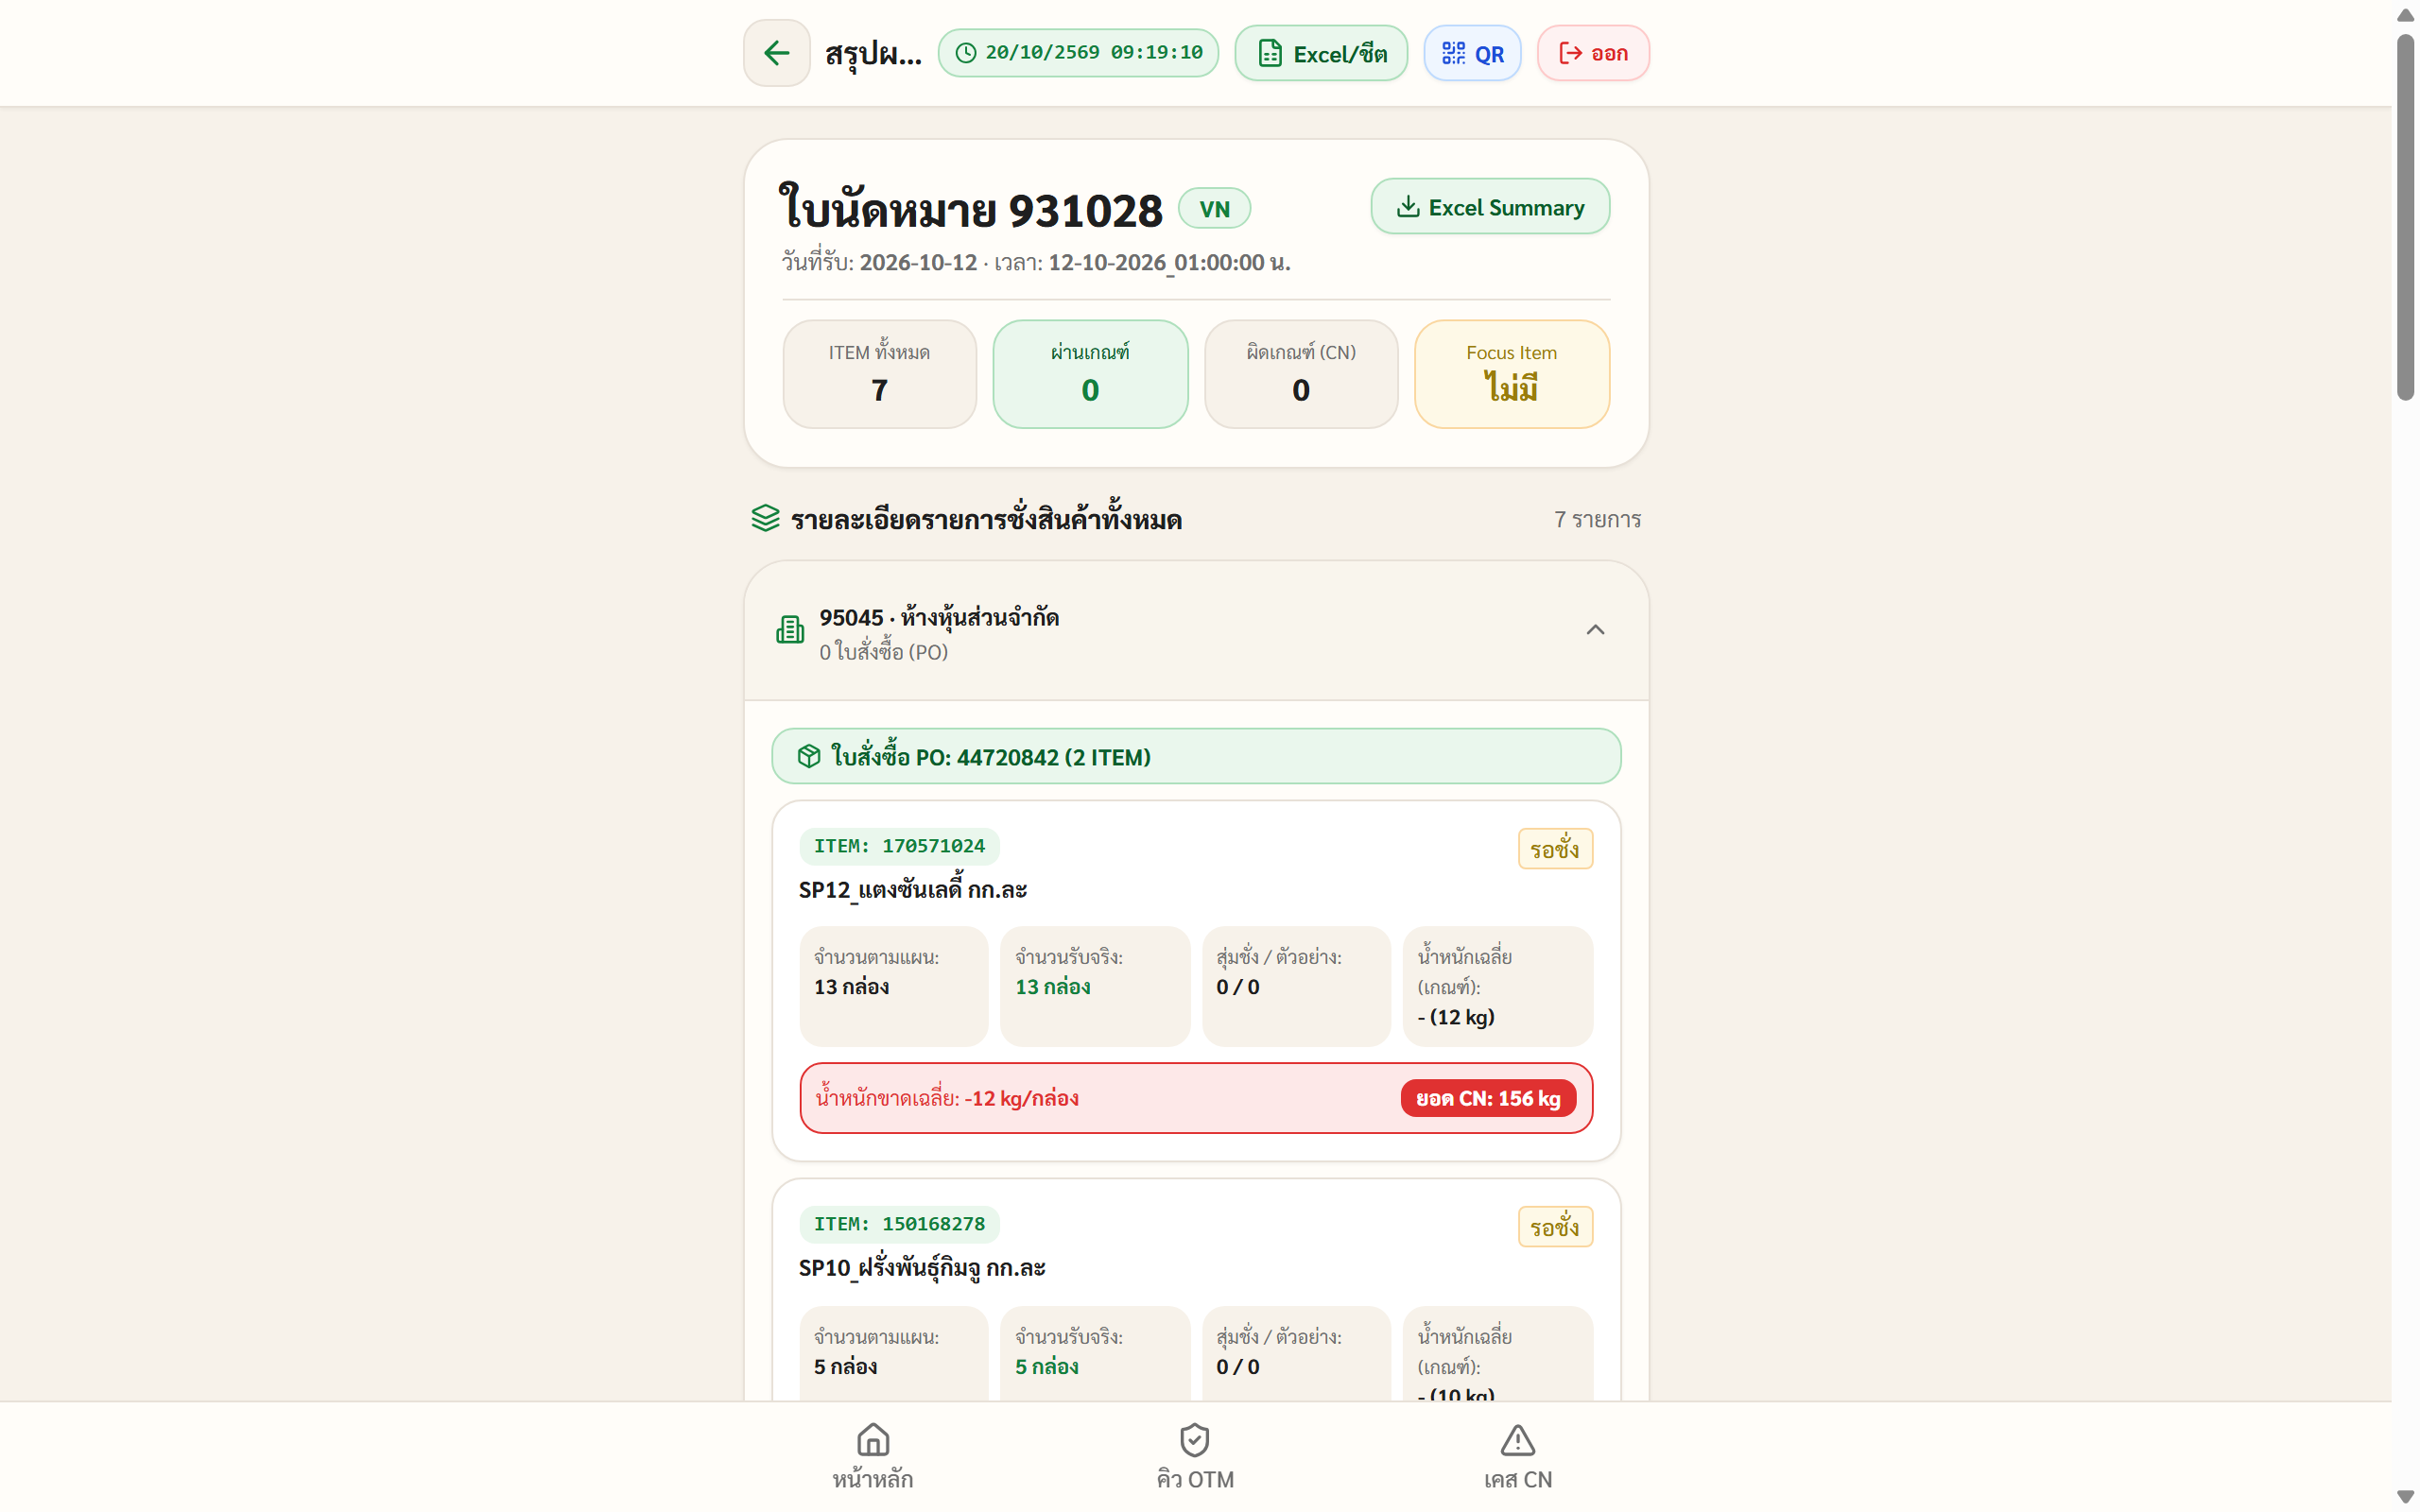 สรุปผ...
20/10/2569 09:19:10
Excel/ชีต
QR
ออก
ใบนัดหมาย 931028 VN
Excel Summary
วันที่รับ: 2026-10-12 · เวลา: 12-10-2026_01:00:00 น.
ITEM ทั้งหมด
7
ผ่านเกณฑ์
0
ผิดเกณฑ์ (CN)
0
Focus Item
ไม่มี
รายละเอียดรายการชั่งสินค้าทั้งหมด
7 รายการ
95045 · ห้างหุ้นส่วนจำกัด
0 ใบสั่งซื้อ (PO)
ใบสั่งซื้อ PO: 44720842 (2 ITEM)
ITEM: 170571024
รอชั่ง
SP12_แตงซันเลดี้ กก.ละ
จำนวนตามแผน:
13 กล่อง
จำนวนรับจริง:
13 กล่อง
สุ่มชั่ง / ตัวอย่าง:
0 / 0
น้ำหนักเฉลี่ย
(เกณฑ์):
- (12 kg)
น้ำหนักขาดเฉลี่ย: -12 kg/กล่อง
ยอด CN: 156 kg
ITEM: 150168278
รอชั่ง
SP10_ฝรั่งพันธุ์กิมจู กก.ละ
จำนวนตามแผน:
5 กล่อง
จำนวนรับจริง:
5 กล่อง
สุ่มชั่ง / ตัวอย่าง:
0 / 0
น้ำหนักเฉลี่ย
(เกณฑ์):
- (10 kg)
หน้าหลัก
คิว OTM
เคส CN